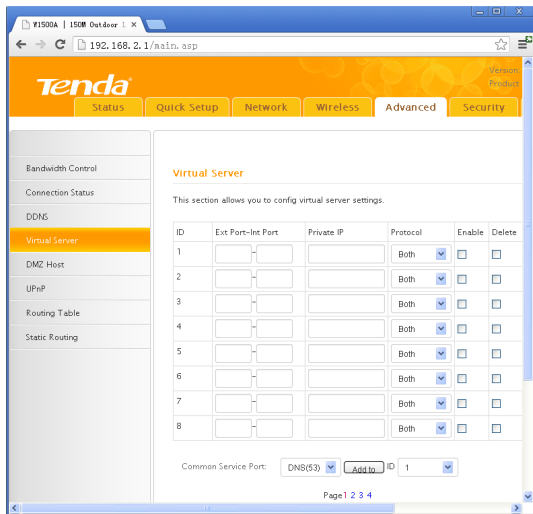 W1500A | 150M Outdoor 1
192.168.2.1/main.asp
Tenda
Version
Product
Status Quick Setup Network Wireless Advanced Security
Bandwidth Control
Connection Status
DDNS
Virtual Server
DMZ Host
UPnP
Routing Table
Static Routing
Virtual Server
This section allows you to config virtual server settings.
ID Ext Port-Int Port Private IP Protocol Enable Delete
1 - Both
2 - Both
3 - Both
4 - Both
5 - Both
6 - Both
7 - Both
8 - Both
Common Service Port: DNS(53) Add to ID 1
Page1 2 3 4